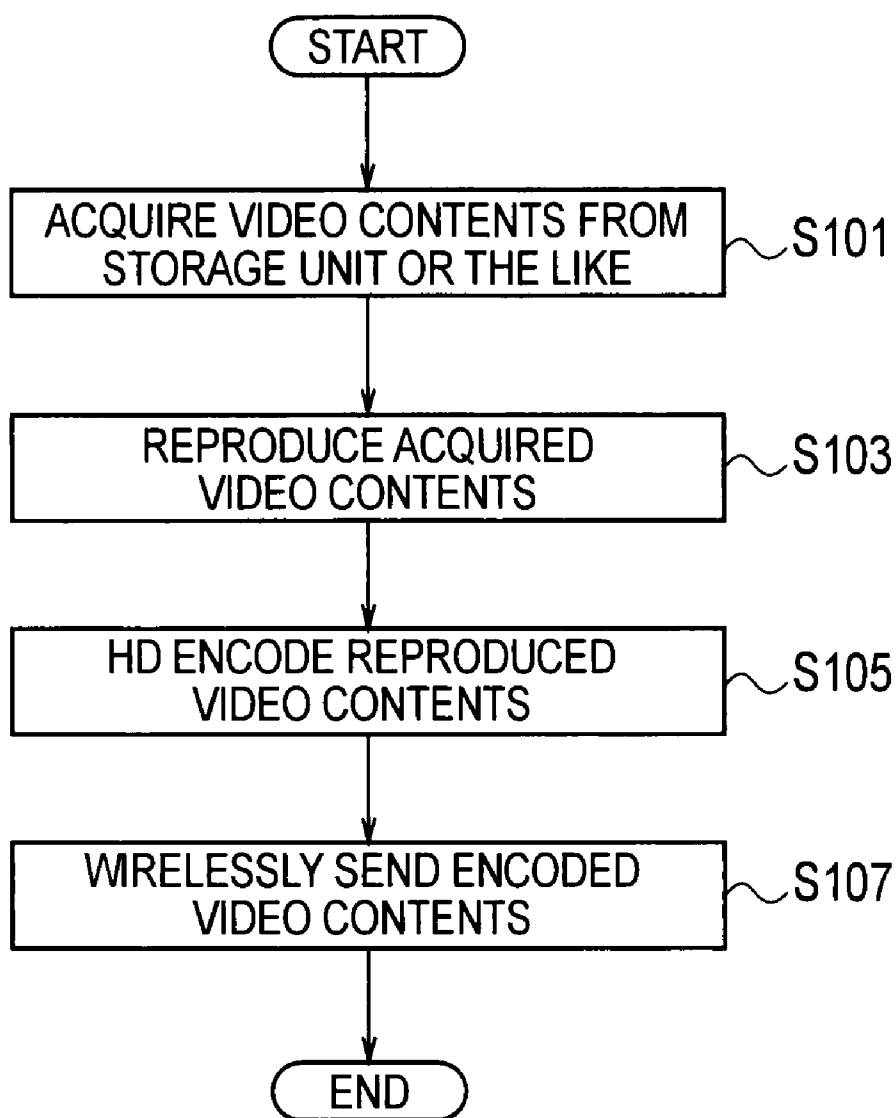 START
ACQUIRE VIDEO CONTENTS FROM
STORAGE UNIT OR THE LIKE
S101
REPRODUCE ACQUIRED
VIDEO CONTENTS
S103
HD ENCODE REPRODUCED
VIDEO CONTENTS
S105
WIRELESSLY SEND ENCODED
VIDEO CONTENTS
S107
END